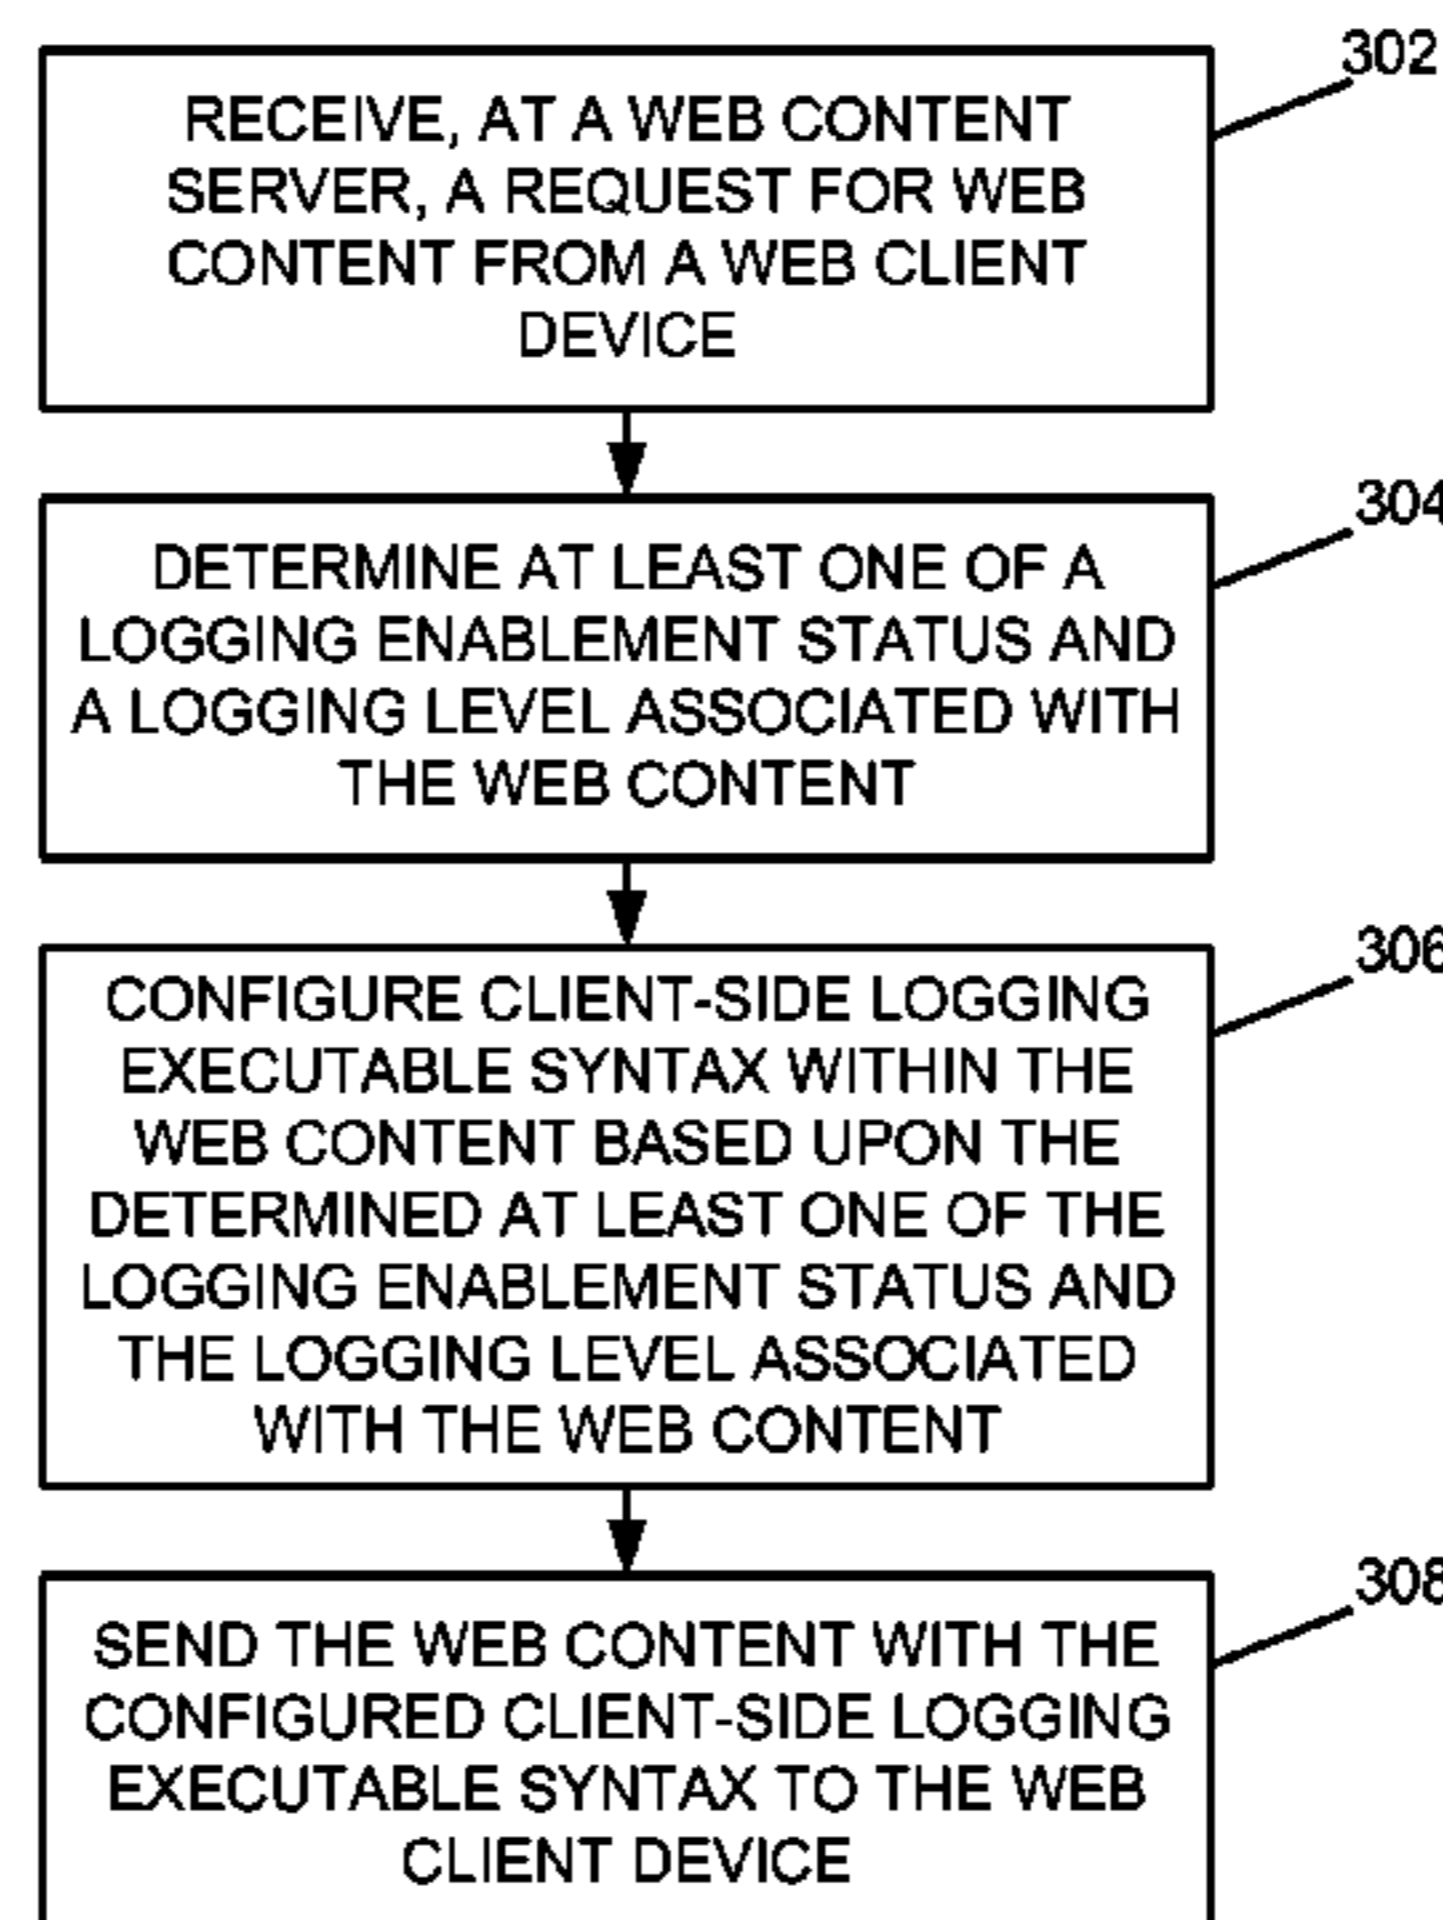 302
RECEIVE, AT A WEB CONTENT
SERVER, A REQUEST FOR WEB
CONTENT FROM A WEB CLIENT
DEVICE
304
DETERMINE AT LEAST ONE OF A
LOGGING ENABLEMENT STATUS AND
A LOGGING LEVEL ASSOCIATED WITH
THE WEB CONTENT
306
CONFIGURE CLIENT-SIDE LOGGING
EXECUTABLE SYNTAX WITHIN THE
WEB CONTENT BASED UPON THE
DETERMINED AT LEAST ONE OF THE
LOGGING ENABLEMENT STATUS AND
THE LOGGING LEVEL ASSOCIATED
WITH THE WEB CONTENT
308
SEND THE WEB CONTENT WITH THE
CONFIGURED CLIENT-SIDE LOGGING
EXECUTABLE SYNTAX TO THE WEB
CLIENT DEVICE